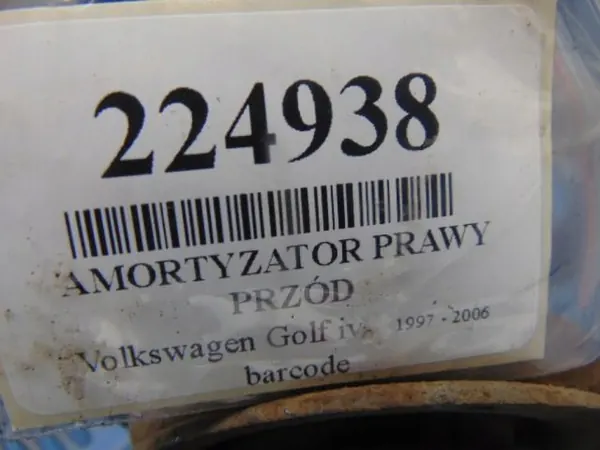 224938
AMORTYZATOR PRAWY
PRZÓD
Volkswagen Golf iv 1997 - 2006
barcode